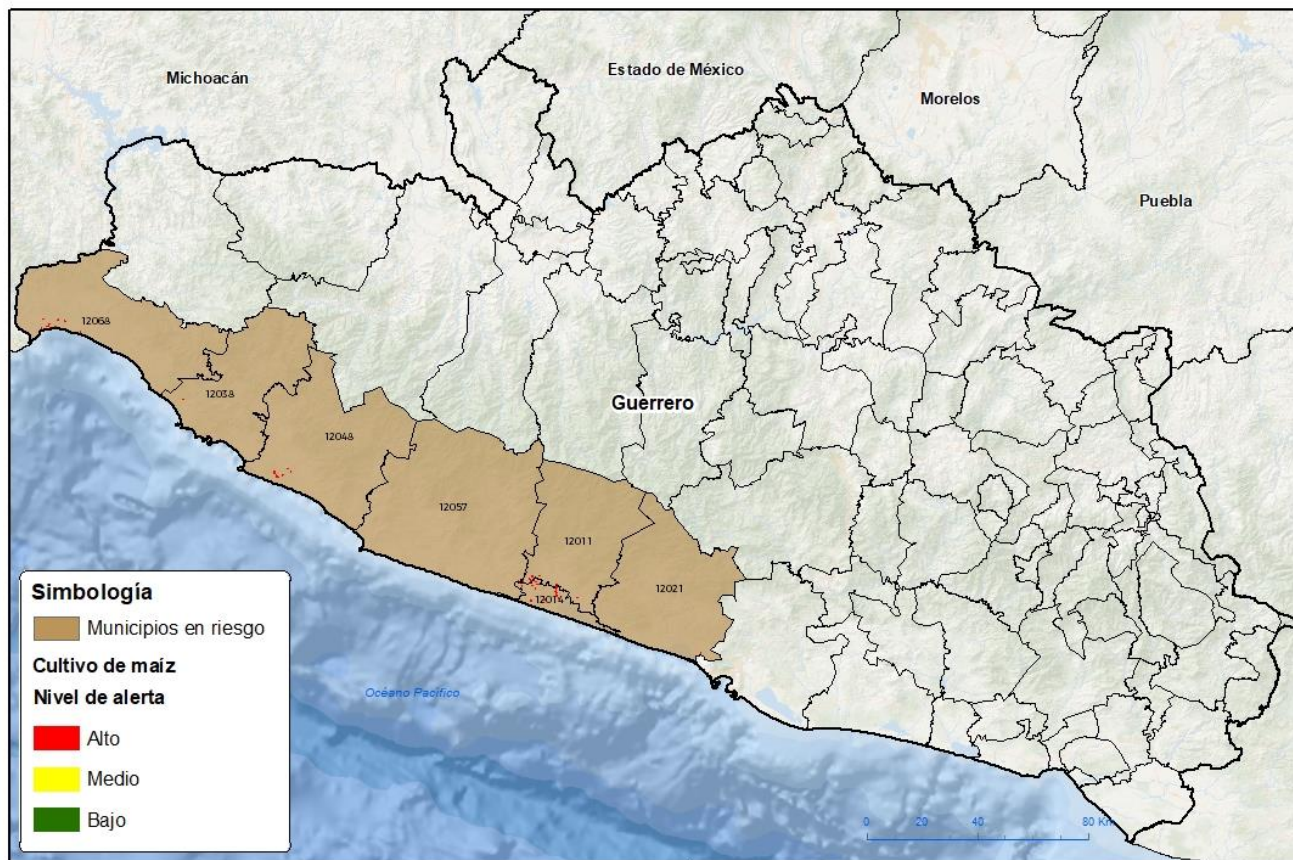 Michoacán
Estado de México
Morelos
Puebla
12068
12038
12048
Guerrero
12057
12011
12021
12014
Simbología
Municipios en riesgo
Cultivo de maíz
Nivel de alerta
Alto
Medio
Bajo
Océano Pacífico
0 20 40 80 Km